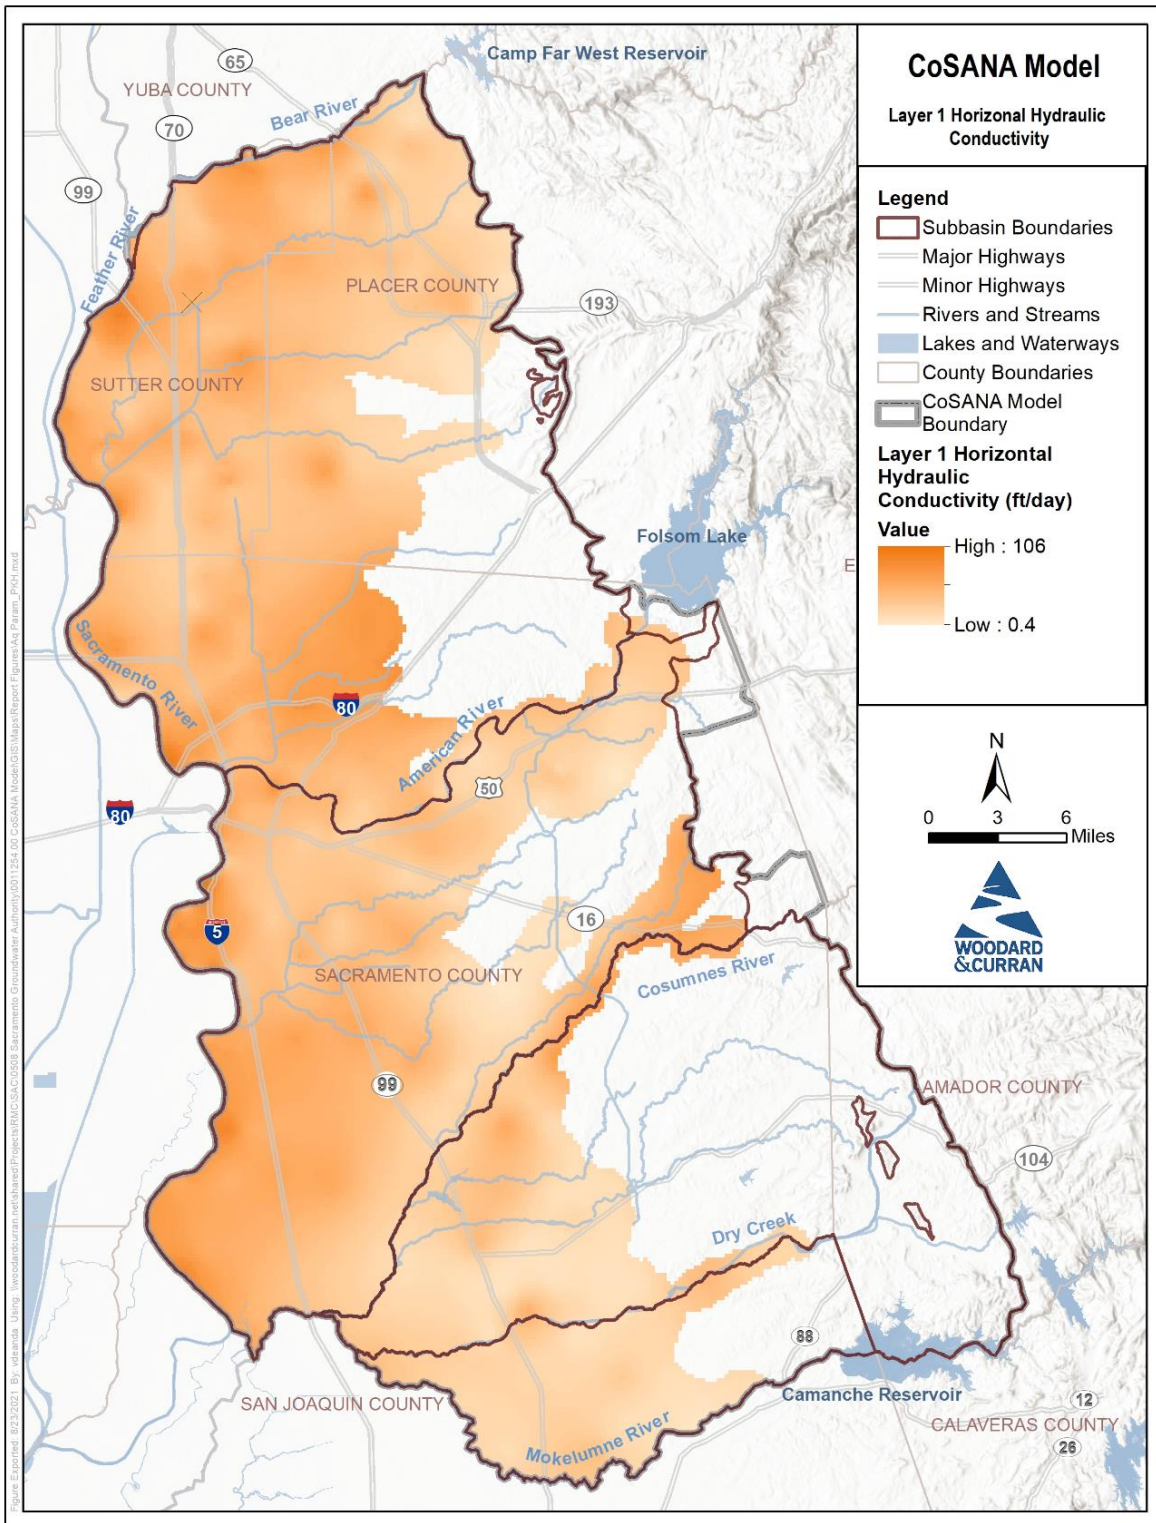 CoSANA Model
Layer 1 Horizonal Hydraulic
Conductivity
Legend
Subbasin Boundaries
Major Highways
Minor Highways
Rivers and Streams
Lakes and Waterways
County Boundaries
CoSANA Model
Boundary
Layer 1 Horizontal
Hydraulic
Conductivity (ft/day)
Value
High : 106
Low : 0.4
N
0 3 6
Miles
WOODARD
&CURRAN
Camp Far West Reservoir
65
YUBA COUNTY
Bear River
70
99
Feather River
PLACER COUNTY
193
SUTTER COUNTY
Folsom Lake
E
Sacramento River
80
American River
50
80
16
5
SACRAMENTO COUNTY
Cosumnes River
99
AMADOR COUNTY
104
Dry Creek
88
SAN JOAQUIN COUNTY
Camanche Reservoir
12
CALAVERAS COUNTY
26
Mokelumne River